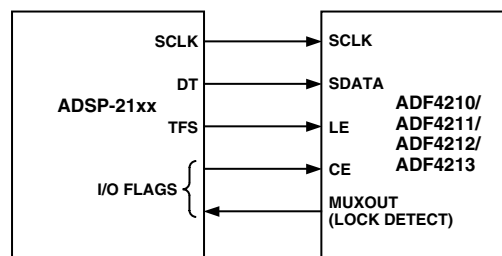 SCLK
DT
TFS
I/O FLAGS
ADSP-21xx
SCLK
SDATA
LE
CE
MUXOUT
(LOCK DETECT)
ADF4210/
ADF4211/
ADF4212/
ADF4213